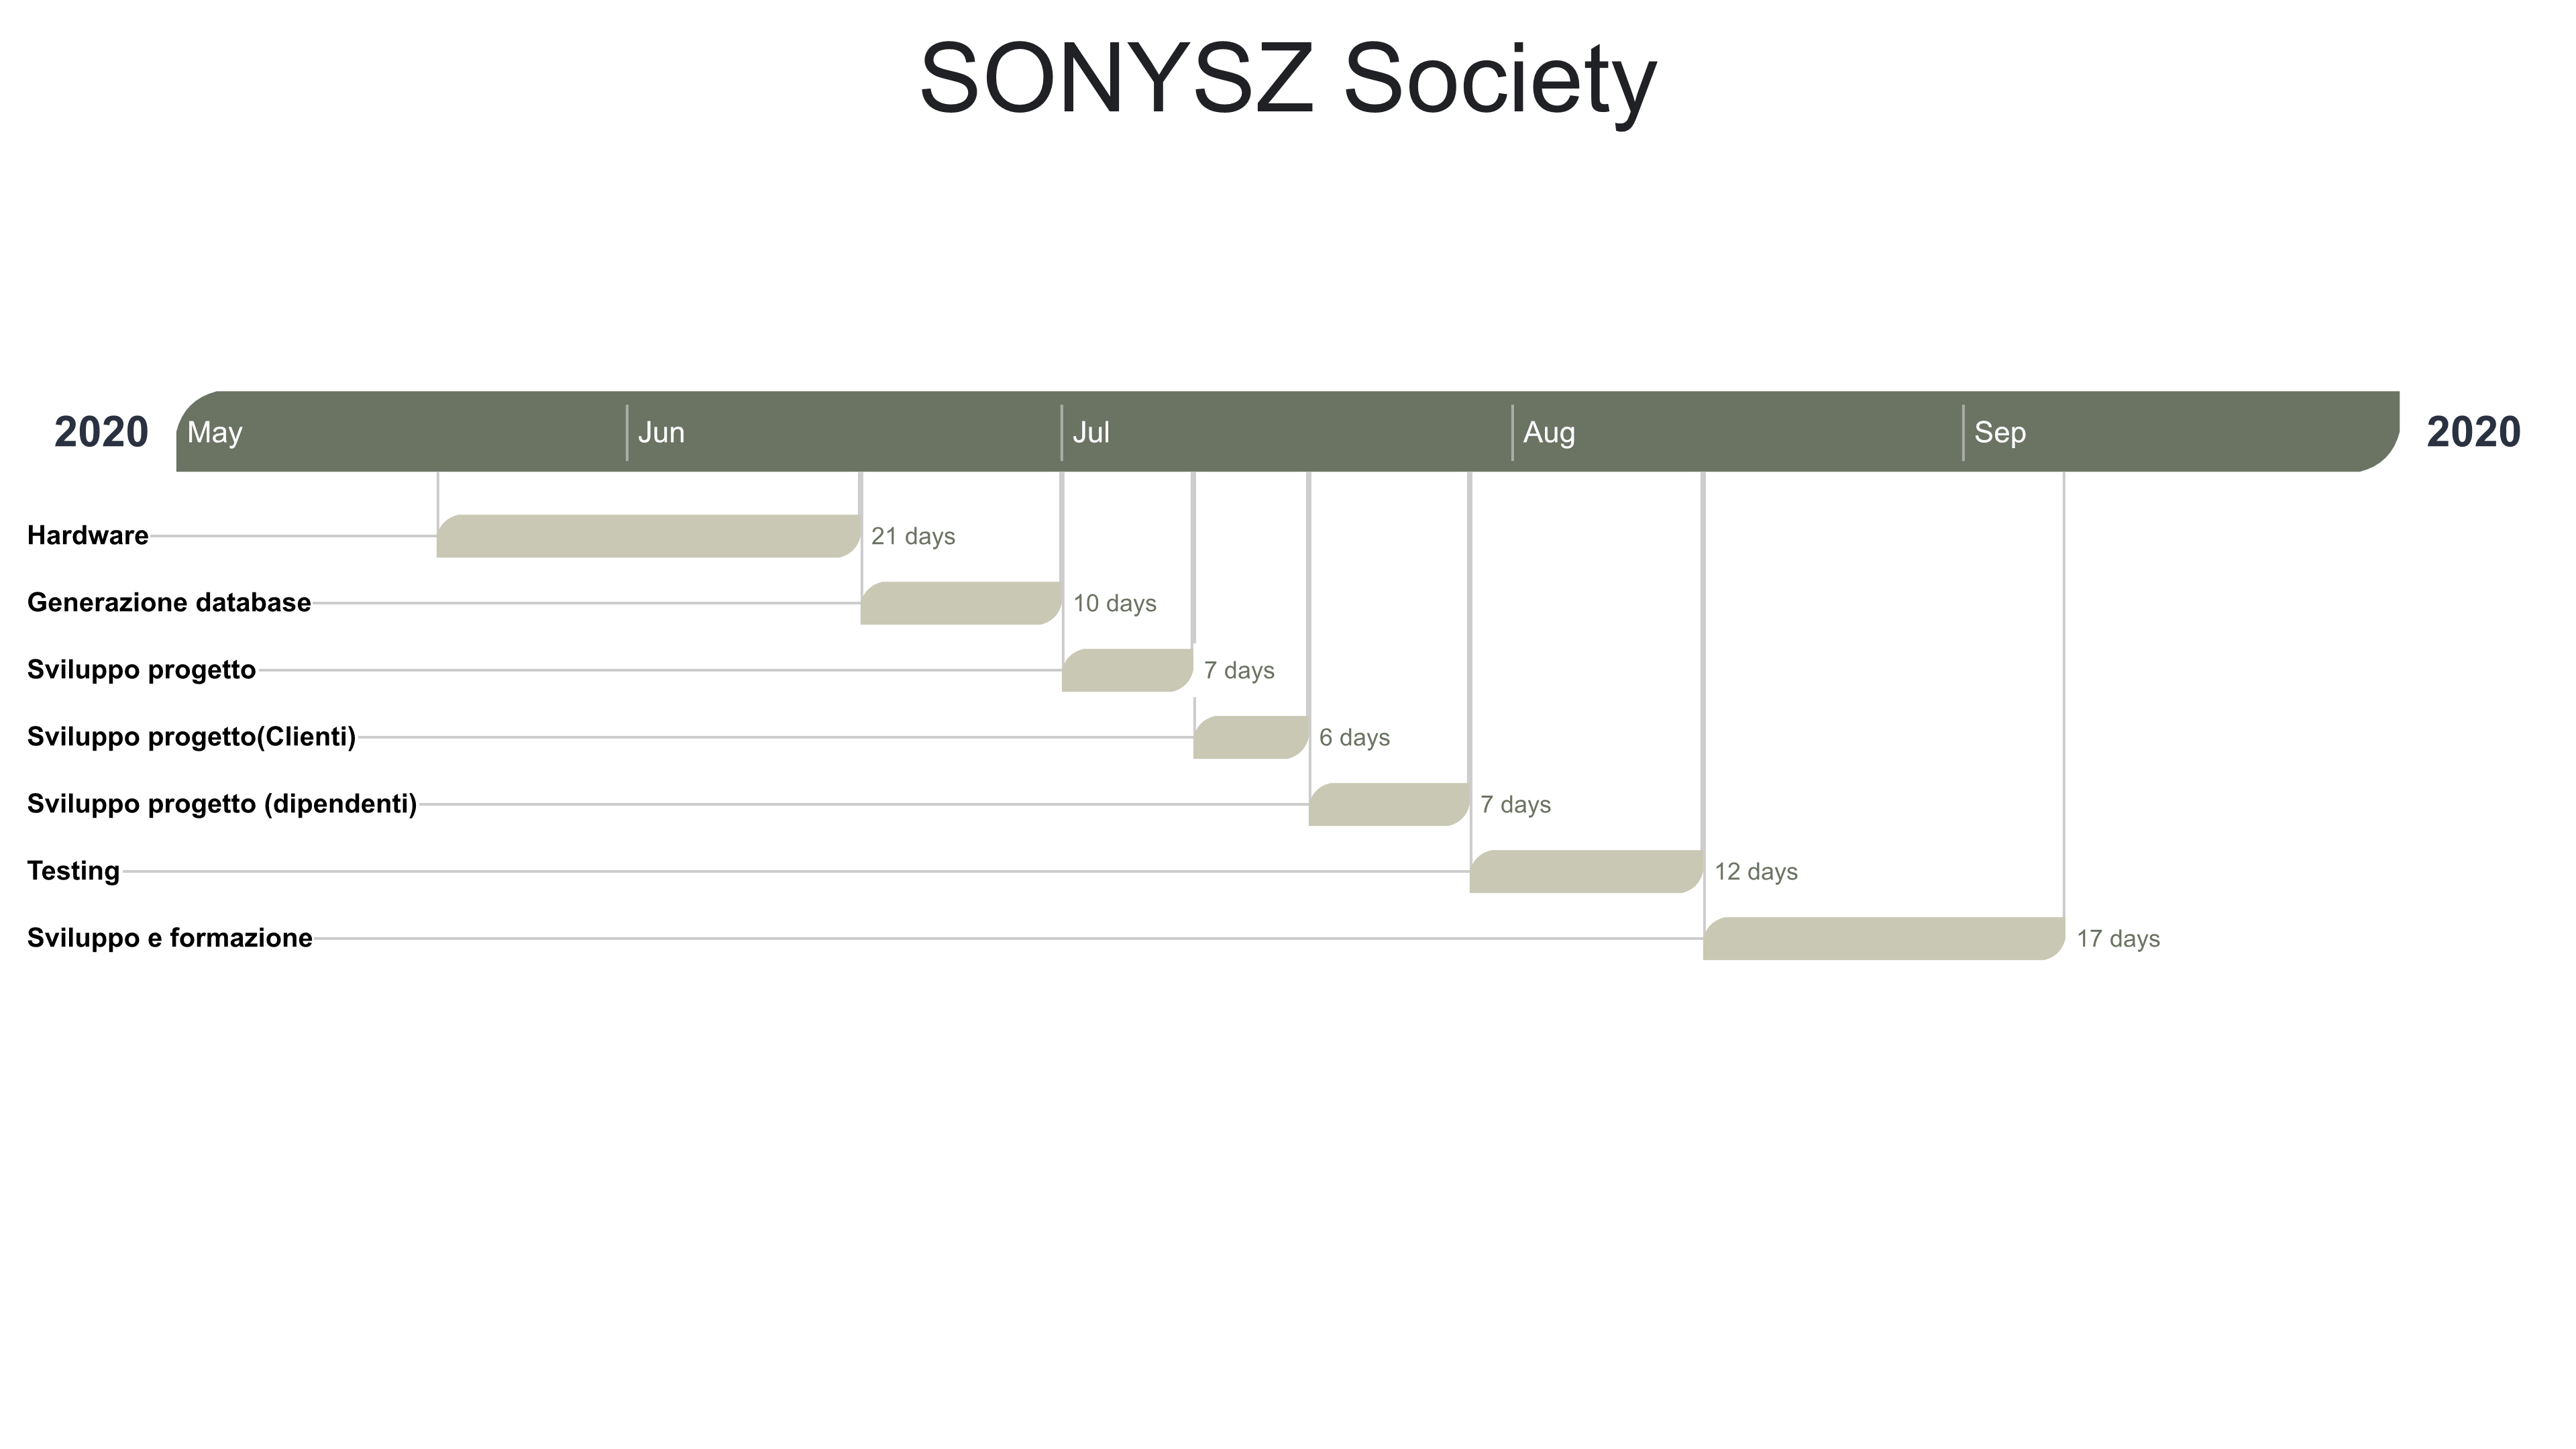 SONYSZ Society
2020 May Jun Jul Aug Sep 2020
Hardware 21 days
Generazione database 10 days
Sviluppo progetto 7 days
Sviluppo progetto(Clienti) 6 days
Sviluppo progetto (dipendenti) 7 days
Testing 12 days
Sviluppo e formazione 17 days